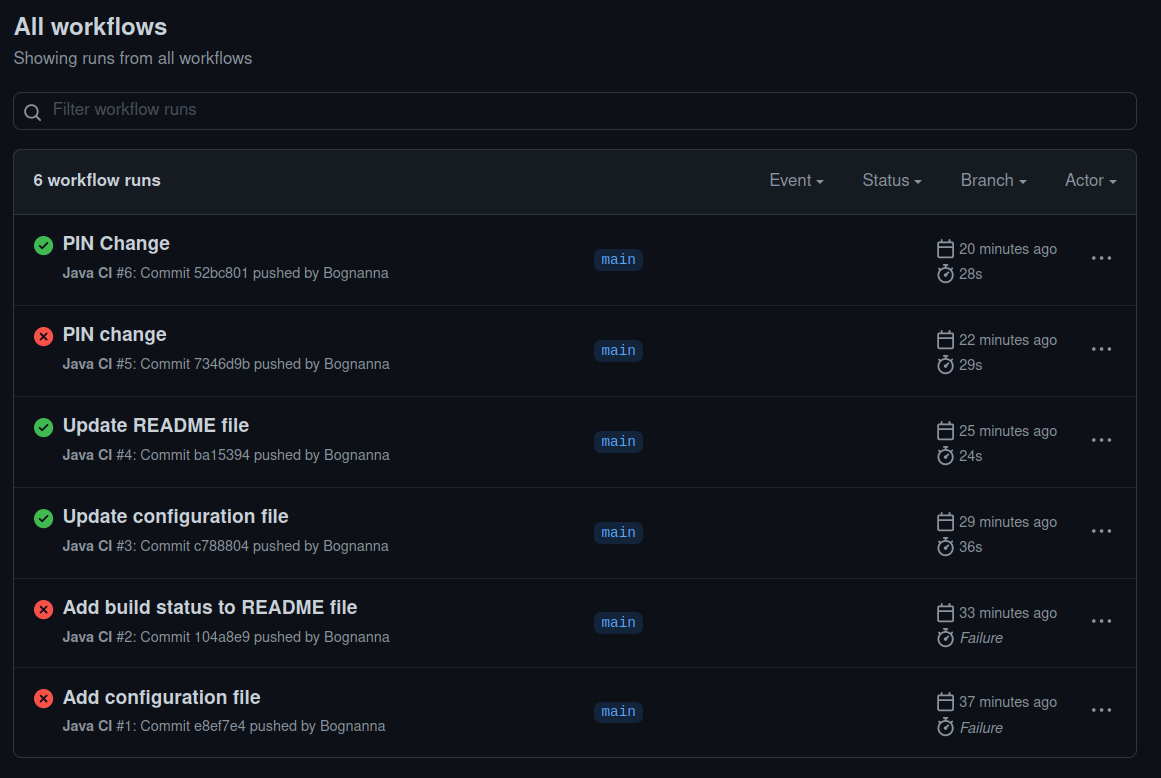 All workflows
Showing runs from all workflows
Filter workflow runs
6 workflow runs Event Status Branch Actor
PIN Change
Java CI #6: Commit 52bc801 pushed by Bognanna
main
20 minutes ago
28s
PIN change
Java CI #5: Commit 7346d9b pushed by Bognanna
main
22 minutes ago
29s
Update README file
Java CI #4: Commit ba15394 pushed by Bognanna
main
25 minutes ago
24s
Update configuration file
Java CI #3: Commit c788804 pushed by Bognanna
main
29 minutes ago
36s
Add build status to README file
Java CI #2: Commit 104a8e9 pushed by Bognanna
main
33 minutes ago
Failure
Add configuration file
Java CI #1: Commit e8ef7e4 pushed by Bognanna
main
37 minutes ago
Failure